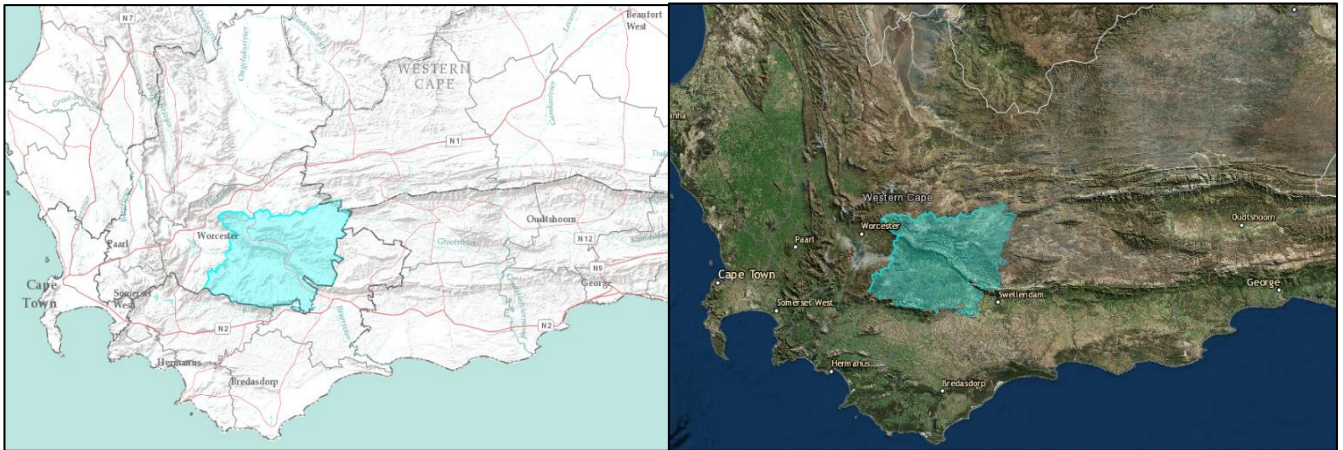 N7
Beaufort
West
WESTERN
CAPE
N1
Worcester
Oudtshoorn
Paarl
N12
N9
George
Cape
Town
Somerset
West
N2
N2
Hermanus
Bredasdorp
Western Cape
Worcester
Oudtshoorn
Paarl
Cape Town
Somerset West
Swellendam
George
Hermanus
Bredasdorp